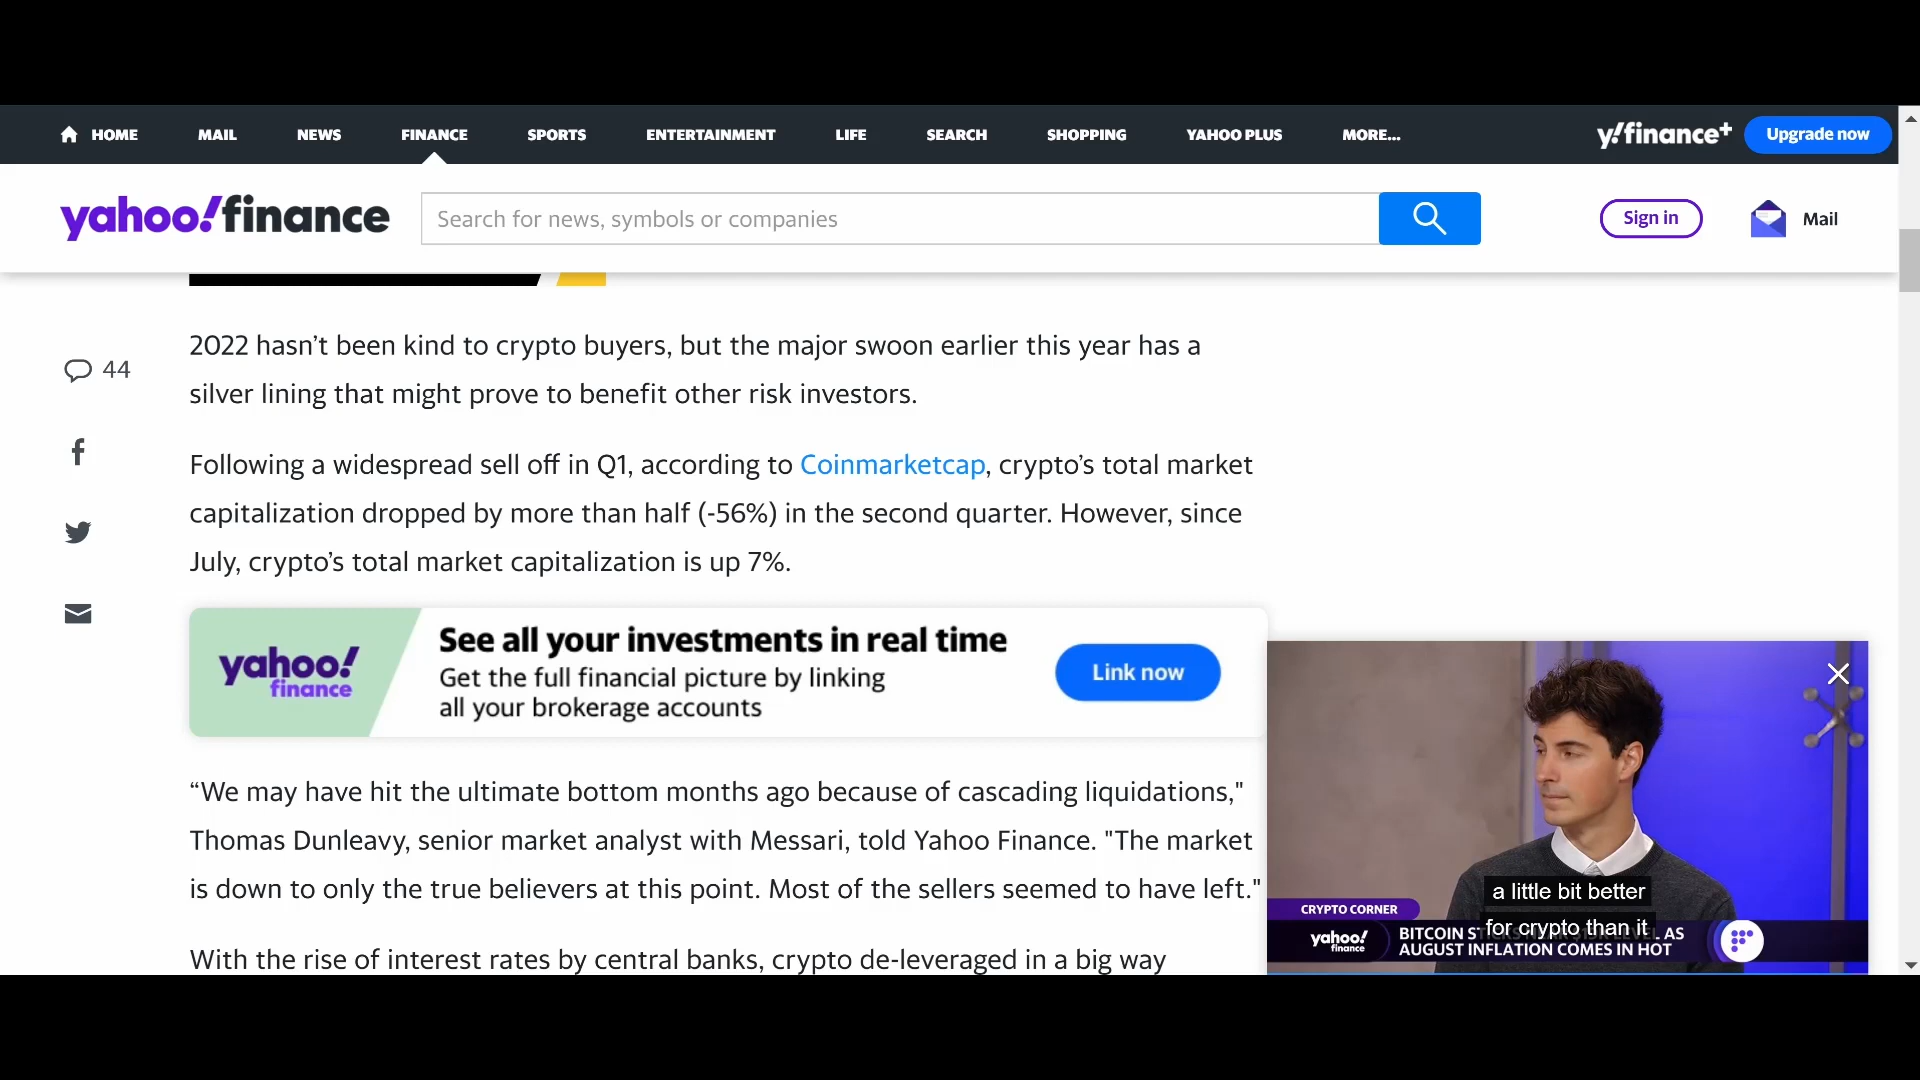 HOME MAIL NEWS FINANCE SPORTS ENTERTAINMENT LIFE SEARCH SHOPPING YAHOO PLUS MORE... y!finance+ Upgrade now
yahoo!finance Search for news, symbols or companies Sign in Mail
2022 hasn’t been kind to crypto buyers, but the major swoon earlier this year has a
44
silver lining that might prove to benefit other risk investors.
Following a widespread sell off in Q1, according to Coinmarketcap, crypto’s total market
capitalization dropped by more than half (-56%) in the second quarter. However, since
July, crypto’s total market capitalization is up 7%.
yahoo!
finance
See all your investments in real time
Get the full financial picture by linking
all your brokerage accounts
Link now
“We may have hit the ultimate bottom months ago because of cascading liquidations,"
Thomas Dunleavy, senior market analyst with Messari, told Yahoo Finance. "The market
is down to only the true believers at this point. Most of the sellers seemed to have left."
With the rise of interest rates by central banks, crypto de-leveraged in a big way
a little bit better
for crypto than it
CRYPTO CORNER
yahoo!
finance
BITCOIN AS
AUGUST INFLATION COMES IN HOT